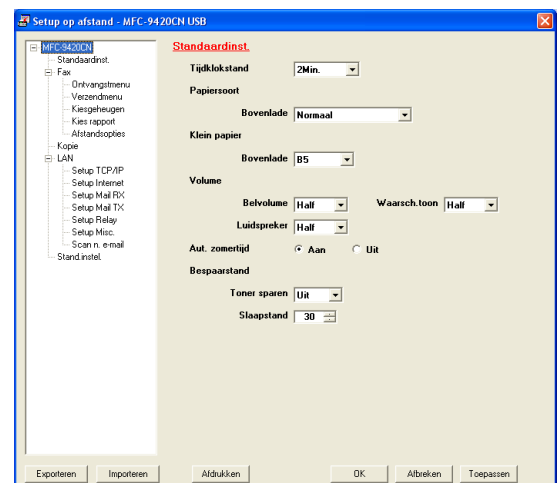 Setup op afstand - MFC-9420CN USB
MFC-9420CN
Standaardinst.
Fax
Ontvangstmenu
Verzendmenu
Kiesgeheugen
Kies rapport
Afstandsopties
Kopie
LAN
Setup TCP/IP
Setup Internet
Setup Mail RX
Setup Mail TX
Setup Relay
Setup Misc.
Scan n. e-mail
Stand.instel.
Standaardinst.
Tijdklokstand 2Min.
Papiersoort
Bovenlade Normaal
Klein papier
Bovenlade B5
Volume
Belvolume Half Waarsch.toon Half
Luidspreker Half
Aut. zomertijd Aan Uit
Bespaarstand
Toner sparen Uit
Slaapstand 30
Exporteren Importeren Afdrukken OK Afbreken Toepassen